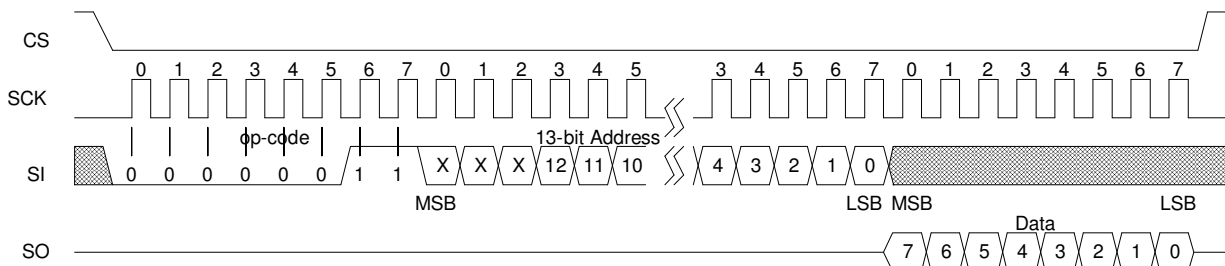 CS
0 1 2 3 4 5 6 7 0 1 2 3 4 5 3 4 5 6 7 0 1 2 3 4 5 6 7
SCK
op-code 13-bit Address
SI 0 0 0 0 0 0 1 1 X X X 12 11 10 4 3 2 1 0
MSB LSB MSB LSB
Data
SO 7 6 5 4 3 2 1 0